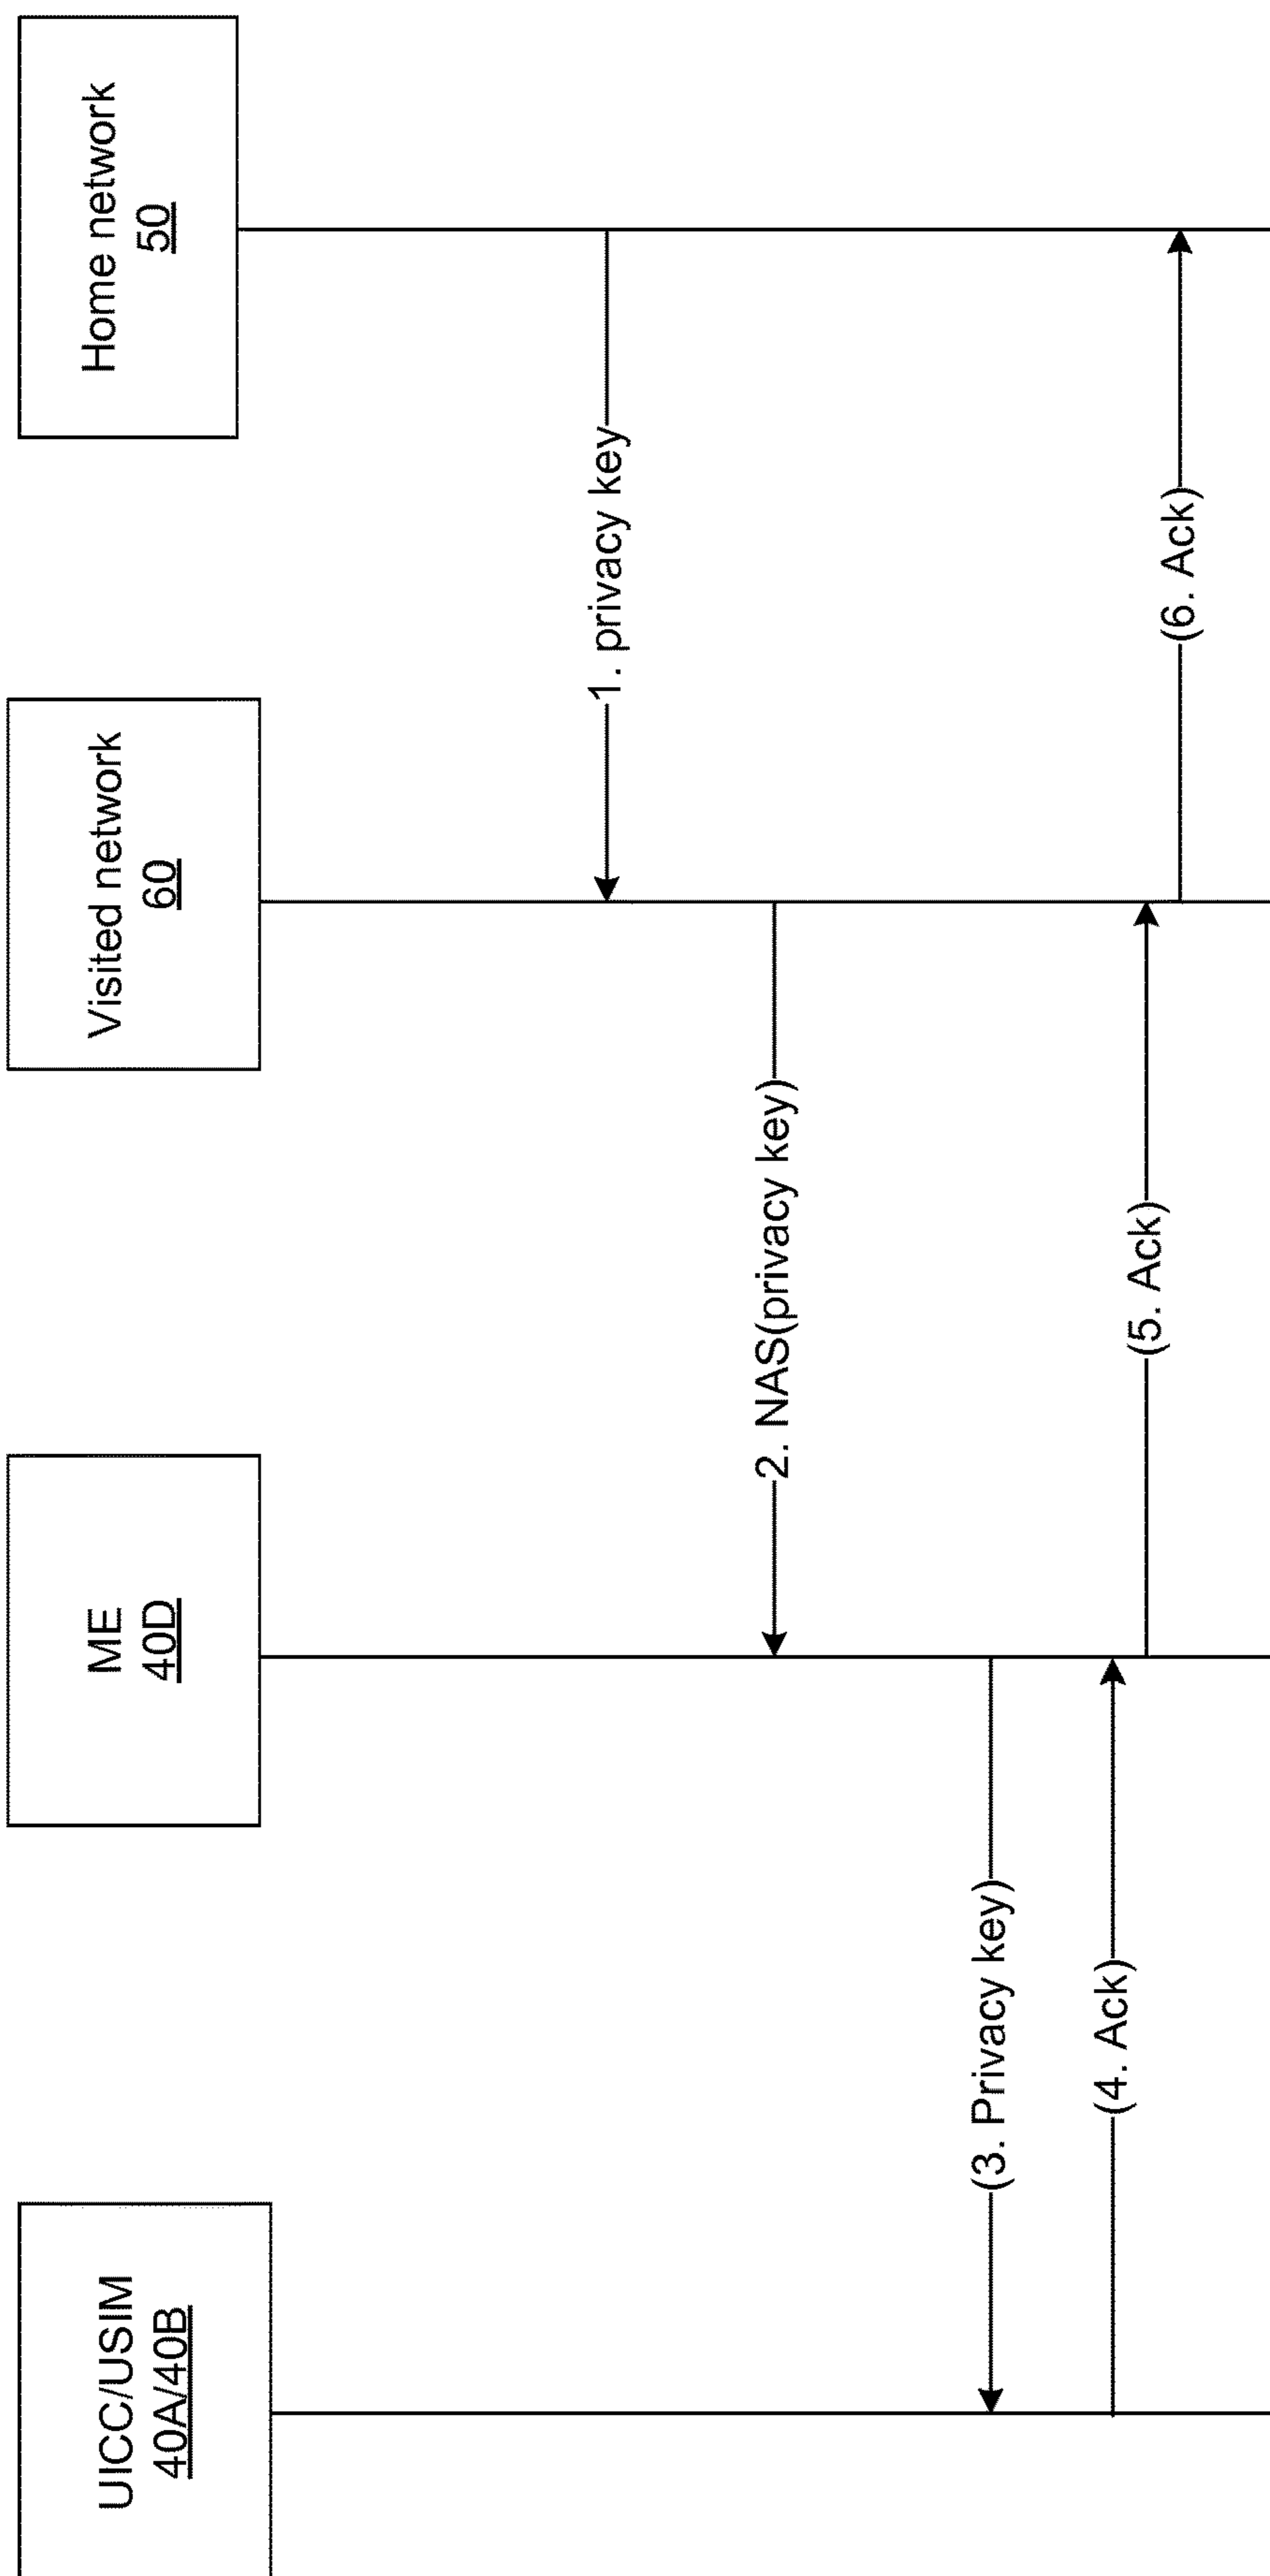 UICC/USIM
40A/40B
ME
40D
Visited network
60
Home network
50
1. privacy key
2. NAS(privacy key)
(3. Privacy key)
(4. Ack)
(5. Ack)
(6. Ack)